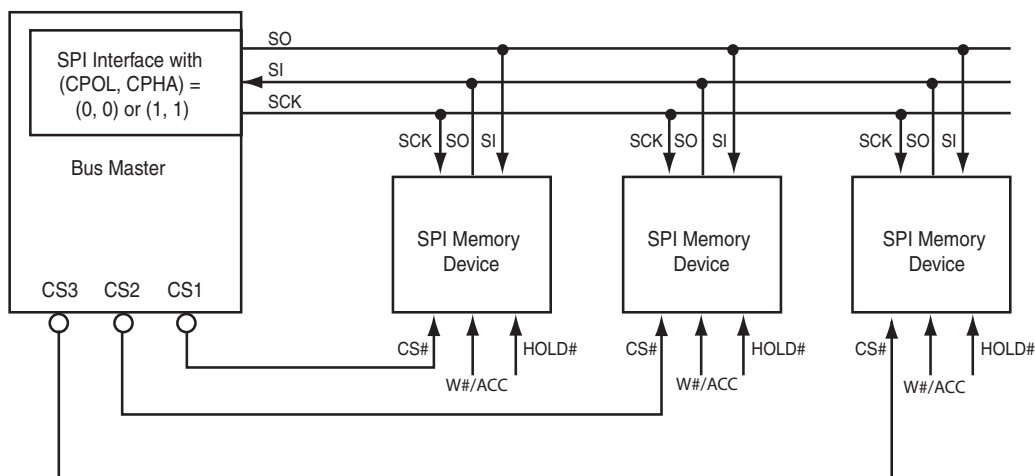 SO
SPI Interface with
(CPOL, CPHA) =
(0, 0) or (1, 1)
SI
SCK
Bus Master
SCK SO SI
SCK SO SI
SCK SO SI
SPI Memory
Device
SPI Memory
Device
SPI Memory
Device
CS3 CS2 CS1
CS# HOLD#
W#/ACC
CS# HOLD#
W#/ACC
CS# HOLD#
W#/ACC